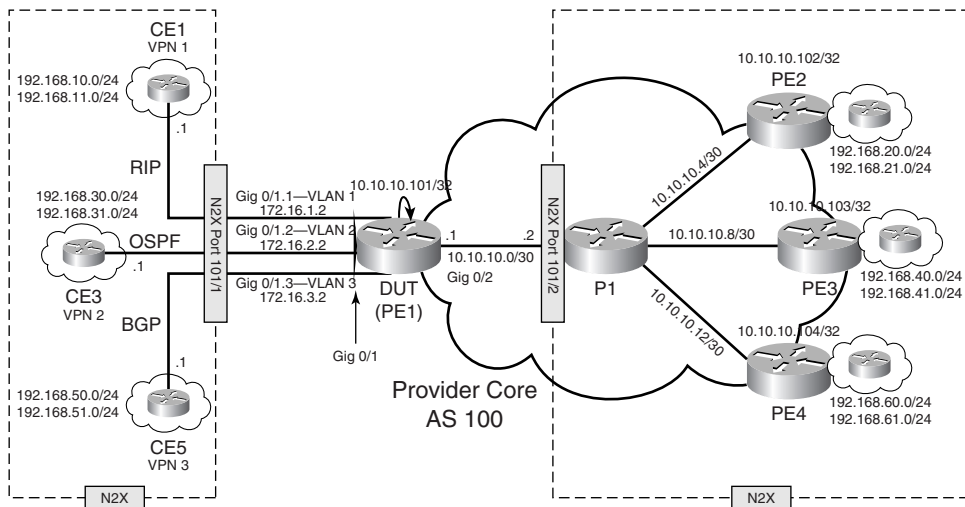 CE1
VPN 1
192.168.10.0/24
192.168.11.0/24
.1
RIP
192.168.30.0/24
192.168.31.0/24
OSPF
.1
CE3
VPN 2
BGP
.1
192.168.50.0/24
192.168.51.0/24
CE5
VPN 3
N2X
N2X Port 101/1
Gig 0/1.1—VLAN 1
172.16.1.2
Gig 0/1.2—VLAN 2
172.16.2.2
Gig 0/1.3—VLAN 3
172.16.3.2
Gig 0/1
10.10.10.101/32
DUT
(PE1)
.1
.2
10.10.10.0/30
Gig 0/2
Provider Core
AS 100
N2X Port 101/2
P1
10.10.10.4/30
10.10.10.8/30
10.10.10.12/30
10.10.10.102/32
PE2
192.168.20.0/24
192.168.21.0/24
10.10.10.103/32
PE3
192.168.40.0/24
192.168.41.0/24
10.10.10.104/32
PE4
192.168.60.0/24
192.168.61.0/24
N2X